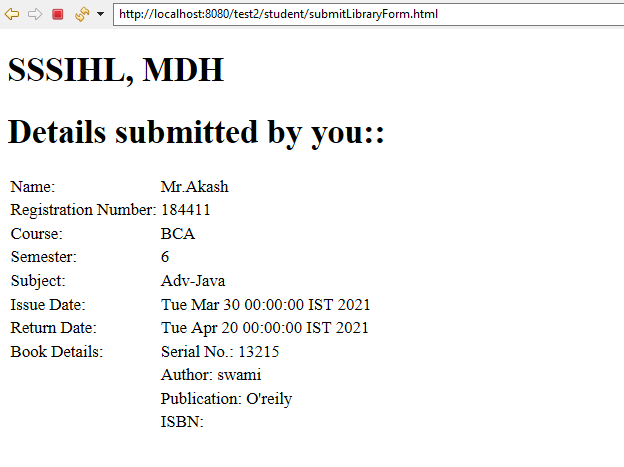 http://localhost:8080/test2/student/submitLibraryForm.html
SSSIHL, MDH
Details submitted by you::
Name: Mr.Akash
Registration Number: 184411
Course: BCA
Semester: 6
Subject: Adv-Java
Issue Date: Tue Mar 30 00:00:00 IST 2021
Return Date: Tue Apr 20 00:00:00 IST 2021
Book Details: Serial No.: 13215
Author: swami
Publication: O'reily
ISBN: